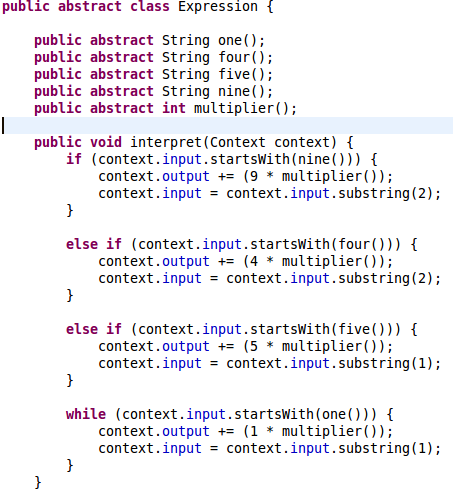 public abstract class Expression {
    public abstract String one();
    public abstract String four();
    public abstract String five();
    public abstract String nine();
    public abstract int multiplier();
    public void interpret(Context context) {
        if (context.input.startsWith(nine())) {
            context.output += (9 * multiplier());
            context.input = context.input.substring(2);
        }
        else if (context.input.startsWith(four())) {
            context.output += (4 * multiplier());
            context.input = context.input.substring(2);
        }
        else if (context.input.startsWith(five())) {
            context.output += (5 * multiplier());
            context.input = context.input.substring(1);
        }
        while (context.input.startsWith(one())) {
            context.output += (1 * multiplier());
            context.input = context.input.substring(1);
        }
    }